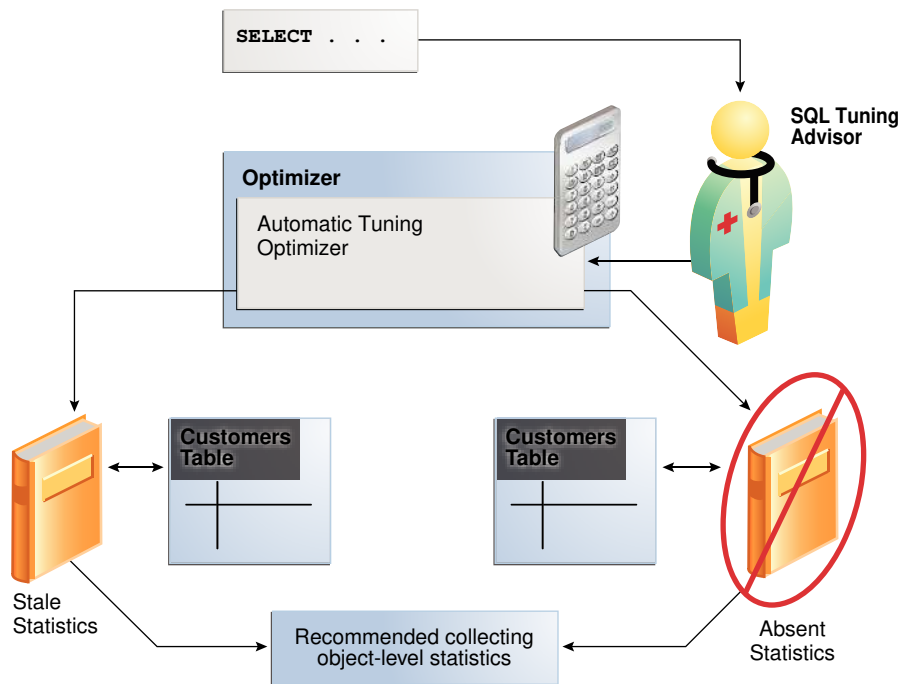 SELECT . . .
SQL Tuning
Advisor
Optimizer
Automatic Tuning
Optimizer
Customers
Table
Customers
Table
Stale
Statistics
Recommended collecting
object-level statistics
Absent
Statistics